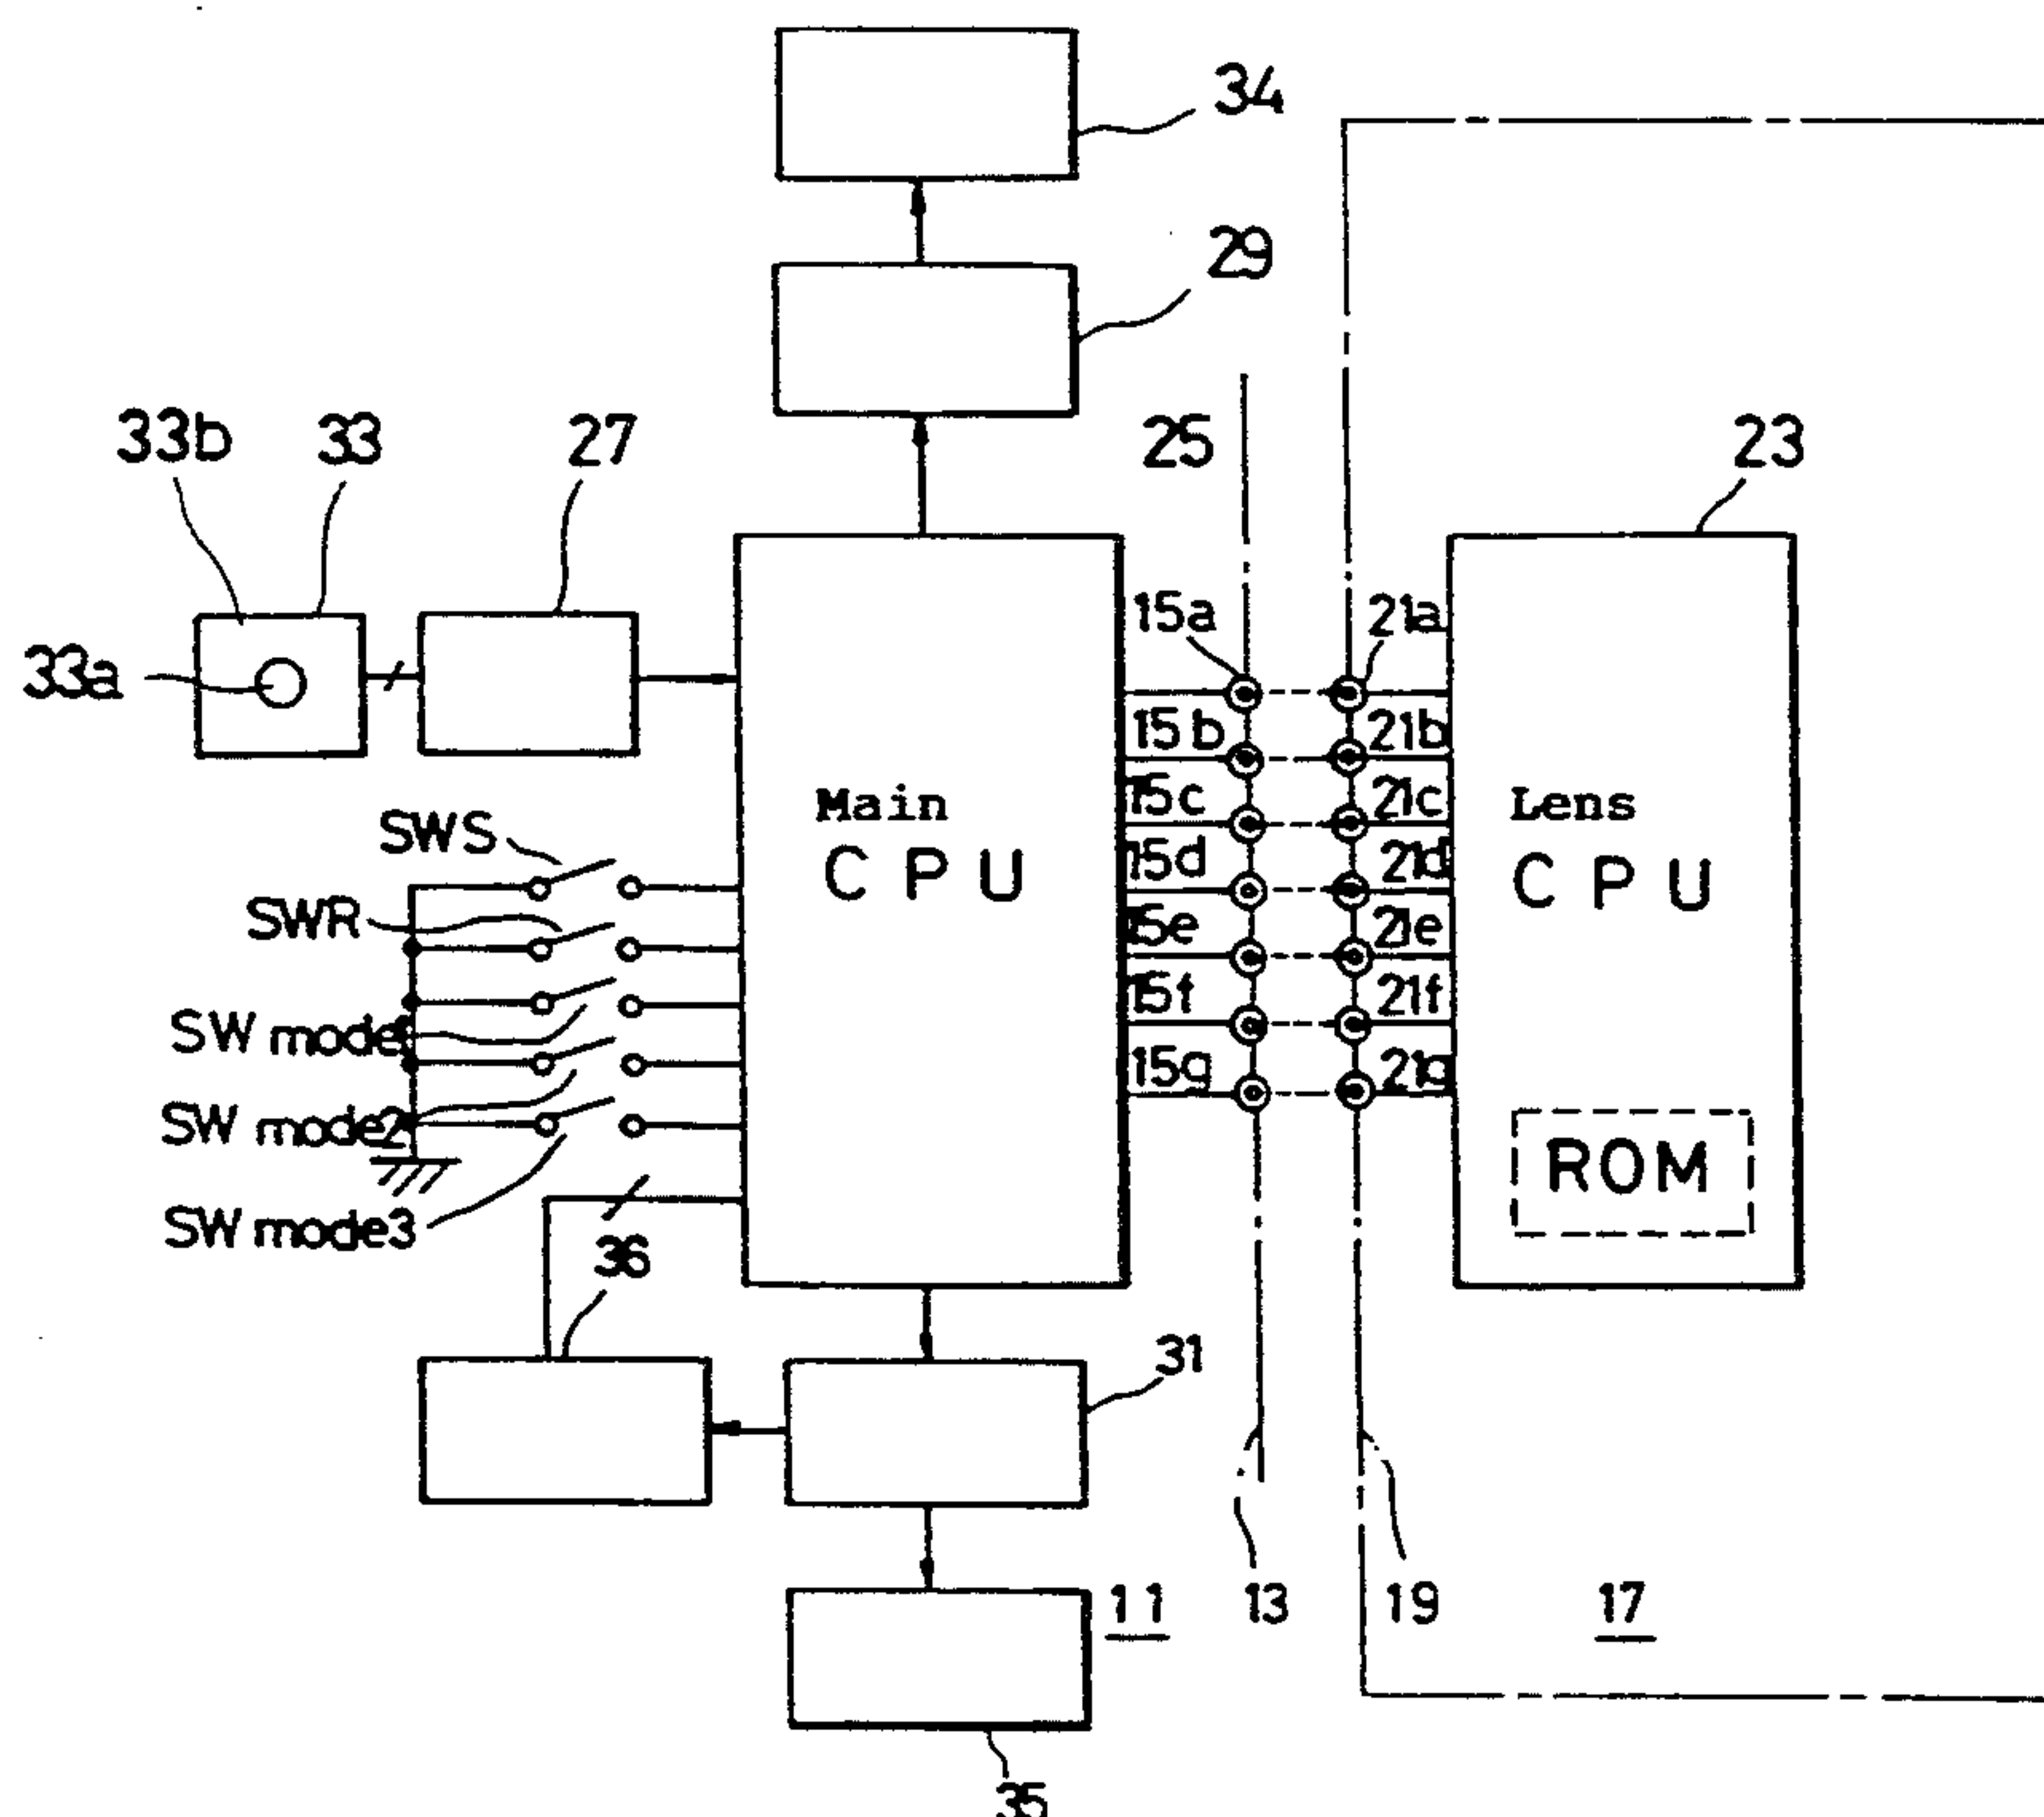 34
29
33b
33
27
25
23
33a
15a
21a
15b
21b
Main
CPU
15c
21c
Lens
CPU
SWS
15d
21d
SWR
15e
21e
SW mode1
15f
21f
SW mode2
15g
21g
ROM
SW mode3
36
31
11
13
19
17
35